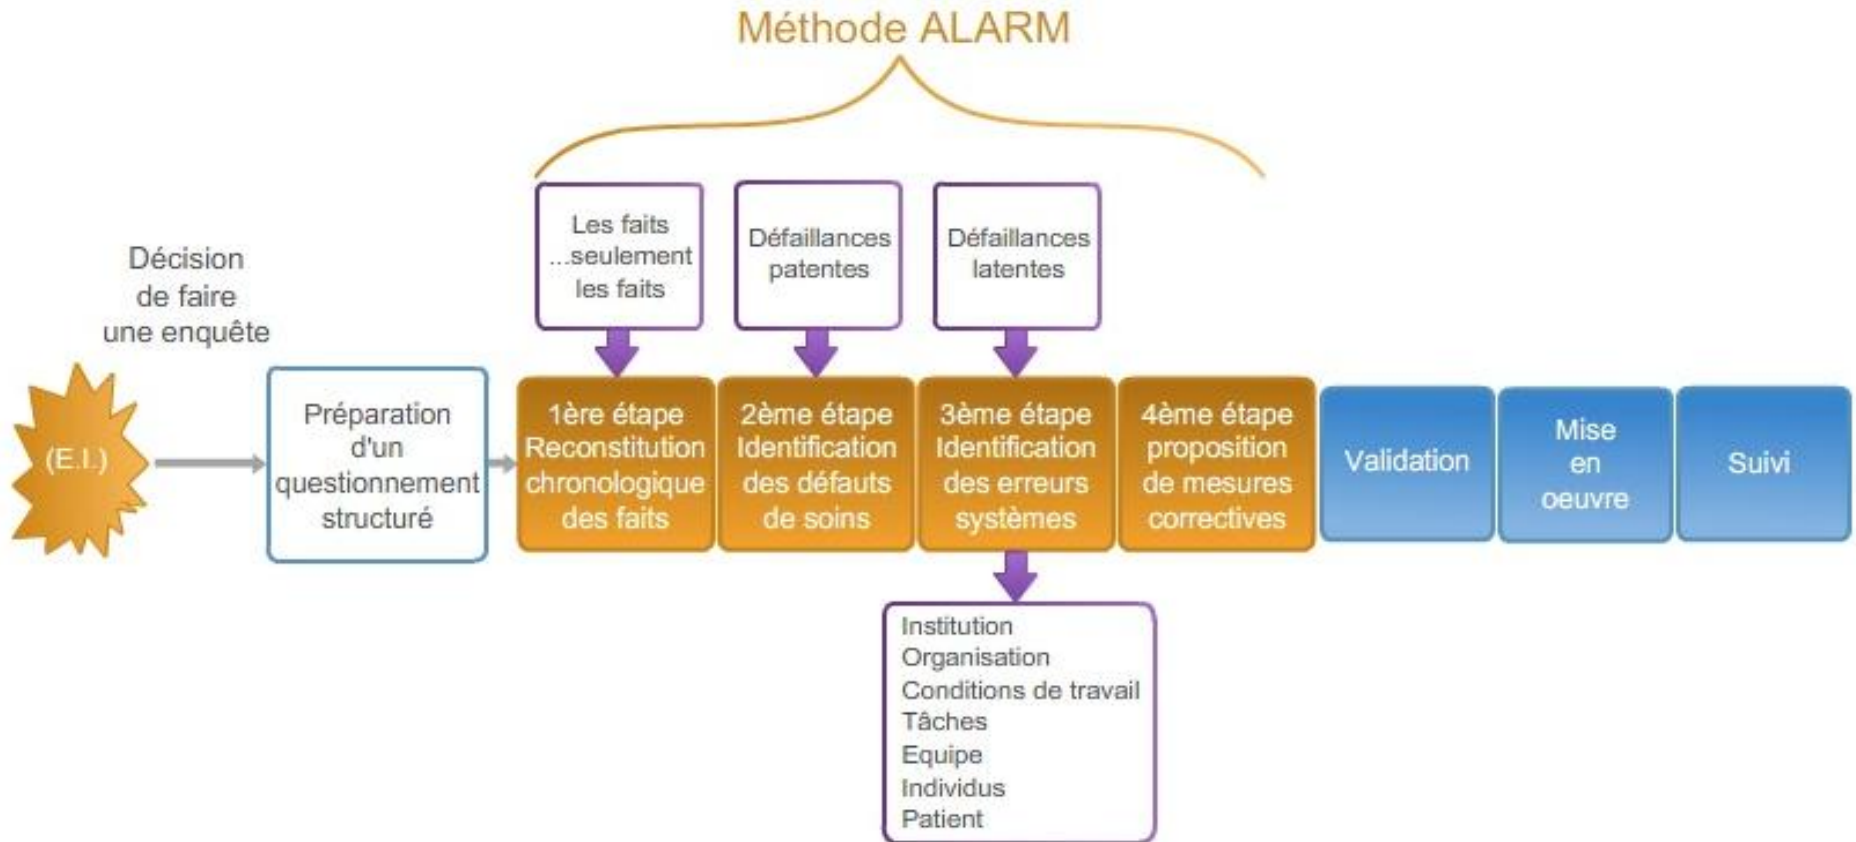 Méthode ALARM
Les faits
...seulement
les faits
Défaillances
patentes
Défaillances
latentes
Décision
de faire
une enquête
(E.I.)
Préparation
d'un
questionnement
structuré
1ère étape
Reconstitution
chronologique
des faits
2ème étape
Identification
des défauts
de soins
3ème étape
Identification
des erreurs
systèmes
4ème étape
proposition
de mesures
correctives
Validation
Mise
en
oeuvre
Suivi
Institution
Organisation
Conditions de travail
Tâches
Equipe
Individus
Patient